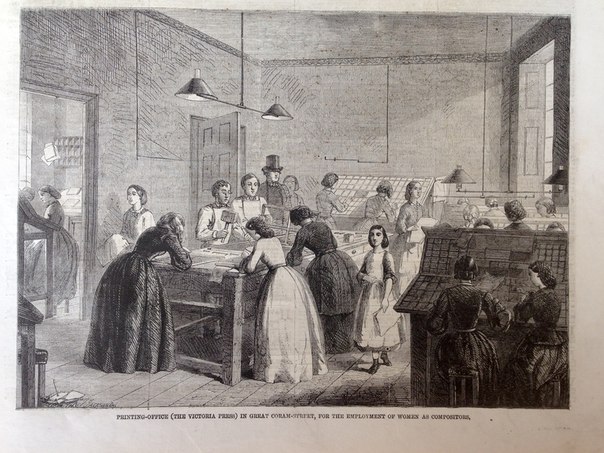 PRINTING-OFFICE (THE VICTORIA PRESS) IN GREAT CORAM-STREET, FOR THE EMPLOYMENT OF WOMEN AS COMPOSITORS,